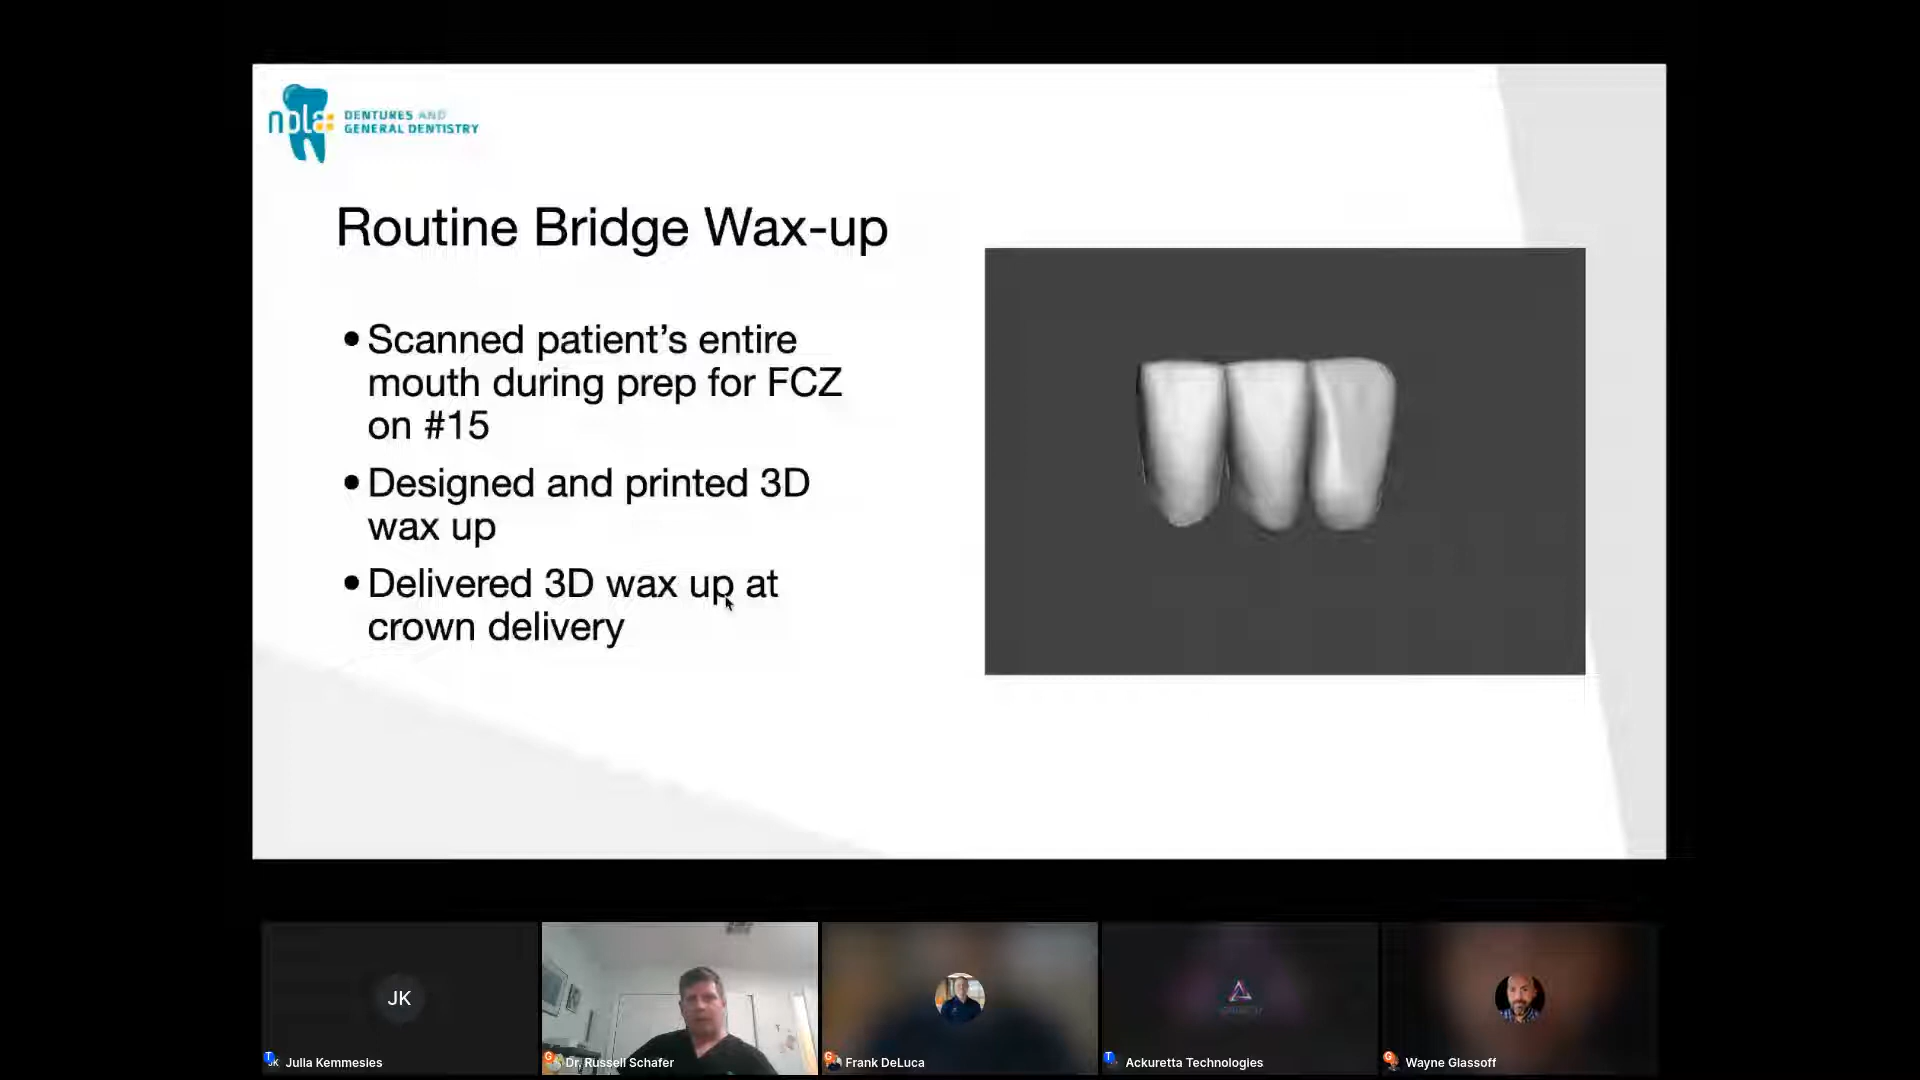 npla:
DENTURES AND
GENERAL DENTISTRY
Routine Bridge Wax-up
• Scanned patient’s entire
mouth during prep for FCZ
on #15
• Designed and printed 3D
wax up
• Delivered 3D wax up at
crown delivery
JK
Julia Kemmesies
Dr. Russell Schafer
Frank DeLuca
Ackuretta Technologies
Wayne Glassoff